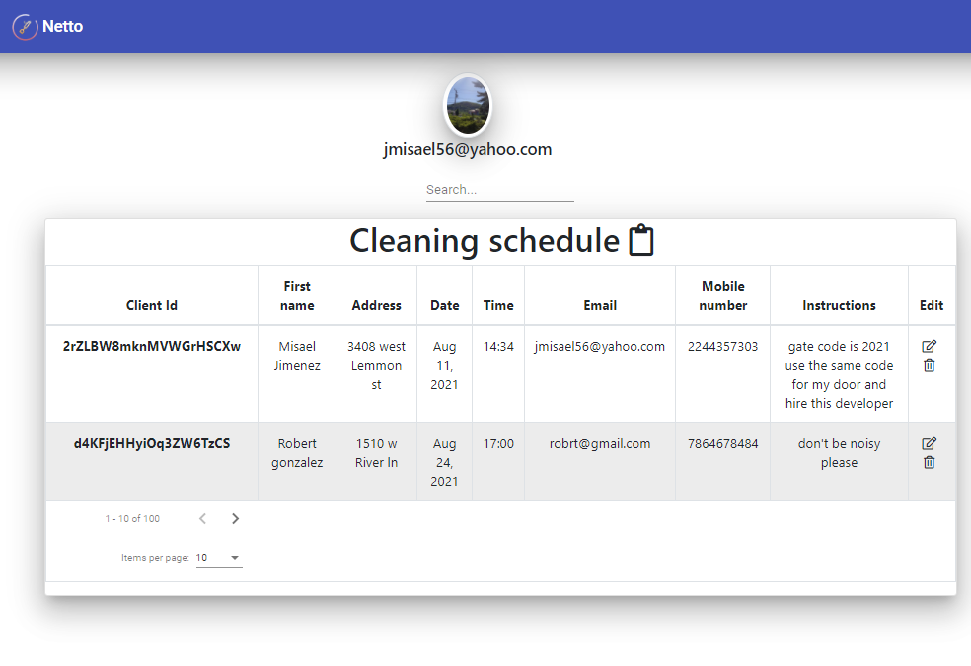 Netto
jmisael56@yahoo.com
Search...
Cleaning schedule
Client Id
First
name
Address
Date
Time
Email
Mobile
number
Instructions
Edit
2rZLBW8mknMVWGrHSCXw
Misael
Jimenez
3408 west
Lemmon
st
Aug
11,
2021
14:34
jmisael56@yahoo.com
2244357303
gate code is 2021
use the same code
for my door and
hire this developer
d4KFjEHHyiOq3ZW6TzCS
Robert
gonzalez
1510 w
River ln
Aug
24,
2021
17:00
rcbrt@gmail.com
7864678484
don't be noisy
please
1 - 10 of 100
Items per page: 10